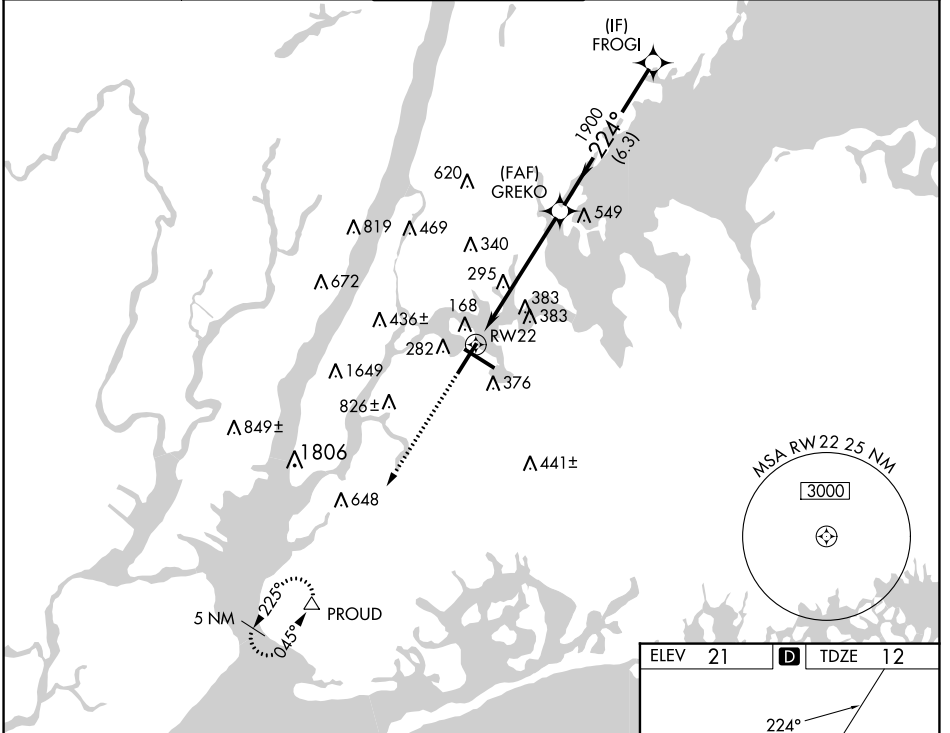 (IF)
FROGI
1900
224°
(6.3)
620
(FAF)
GREKO
549
819
469
340
295
672
383
383
168
436±
RW22
282
1649
376
826±
849±
1806
441±
648
MSA RW22 25 NM
3000
225°
5 NM
PROUD
045°
ELEV 21 D TDZE 12
224°